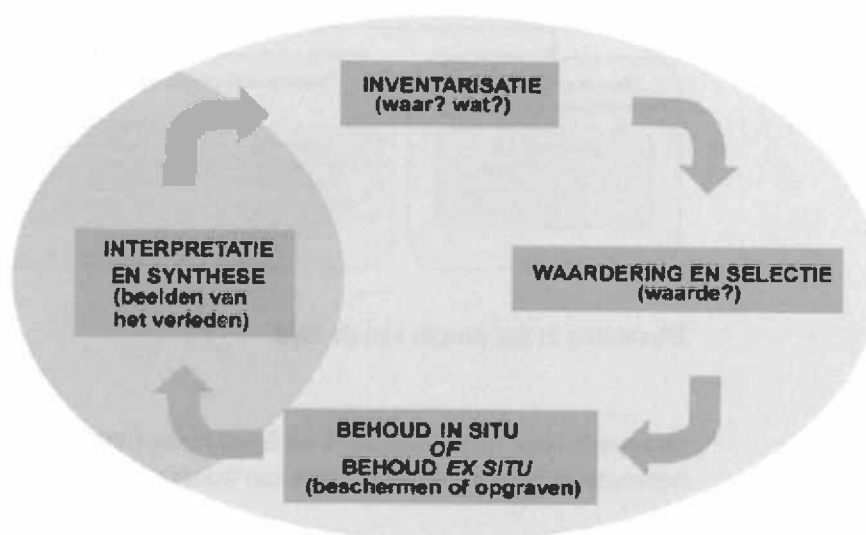 INVENTARISATIE
(waar? wat?)
WAARDERING EN SELECTIE
(waarde?)
BEHOUD IN SITU
OF
BEHOUD EX SITU
(beschermen of opgraven)
INTERPRETATIE
EN SYNTHESE
(beelden van
het verleden)